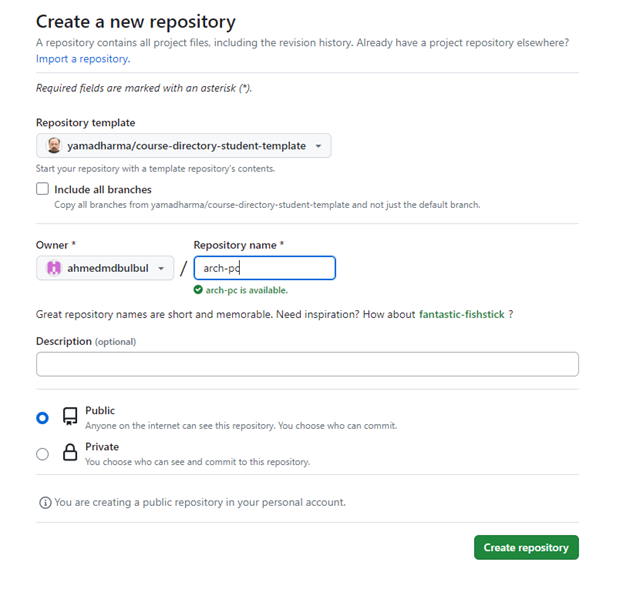 Create a new repository
A repository contains all project files, including the revision history. Already have a project repository elsewhere?
Import a repository.
Required fields are marked with an asterisk (*).
Repository template
yamadharma/course-directory-student-template
Start your repository with a template repository's contents.
Include all branches
Copy all branches from yamadharma/course-directory-student-template and not just the default branch.
Owner * Repository name *
ahmedmdbulbul / arch-pc
arch-pc is available.
Great repository names are short and memorable. Need inspiration? How about fantastic-fishstick ?
Description (optional)
Public
Anyone on the internet can see this repository. You choose who can commit.
Private
You choose who can see and commit to this repository.
You are creating a public repository in your personal account.
Create repository